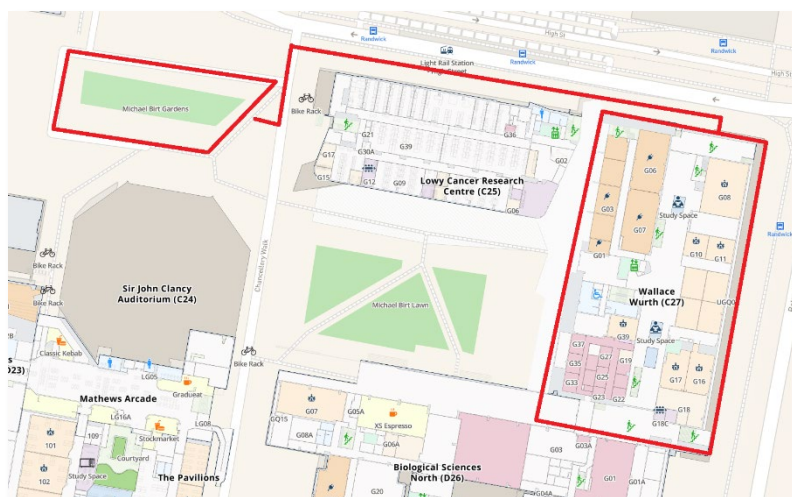 Randwick
High St
Light Rail Station
Randwick
Randwick
High St
Michael Birt Gardens
Bike Rack
G36
G21
G39
G30A
G17
G02
G15
G12
G09
Lowy Cancer Research
Centre (C25)
G06
G06
G08
G03
Study Space
G07
G01
G10
G11
Randwick
Chancellery Walk
Bike Rack
Sir John Clancy
Auditorium (C24)
Bike Rack
Michael Birt Lawn
Wallace
Wurth (C27)
G39
Study Space
G37
G35
G27
G19
G33
G25
G23
G22
G17
G16
G18
G18C
Classic Kebab
LG05
Bike Rack
D23)
Mathews Arcade
Gradueat
LG16A
Stockmarket
LG08
101
109
Courtyard
102
Study Space
The Pavilions
GQ15
G07
G05A
XS Espresso
G08A
G06A
Biological Sciences
North (D26)
G20
G03
G03A
G04A
G01
G01A